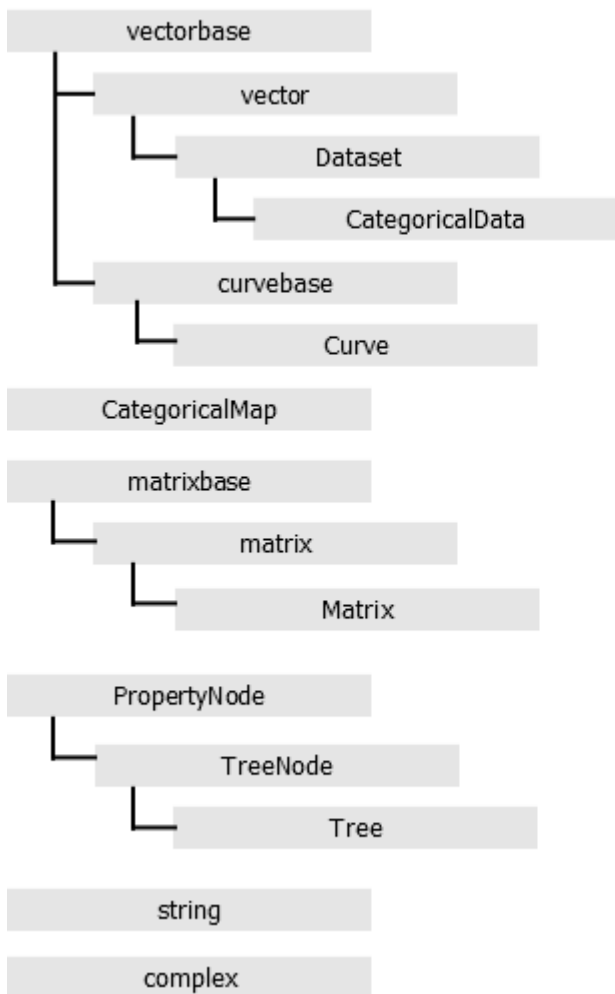 vectorbase
vector
Dataset
CategoricalData
curvebase
Curve
CategoricalMap
matrixbase
matrix
Matrix
PropertyNode
TreeNode
Tree
string
complex